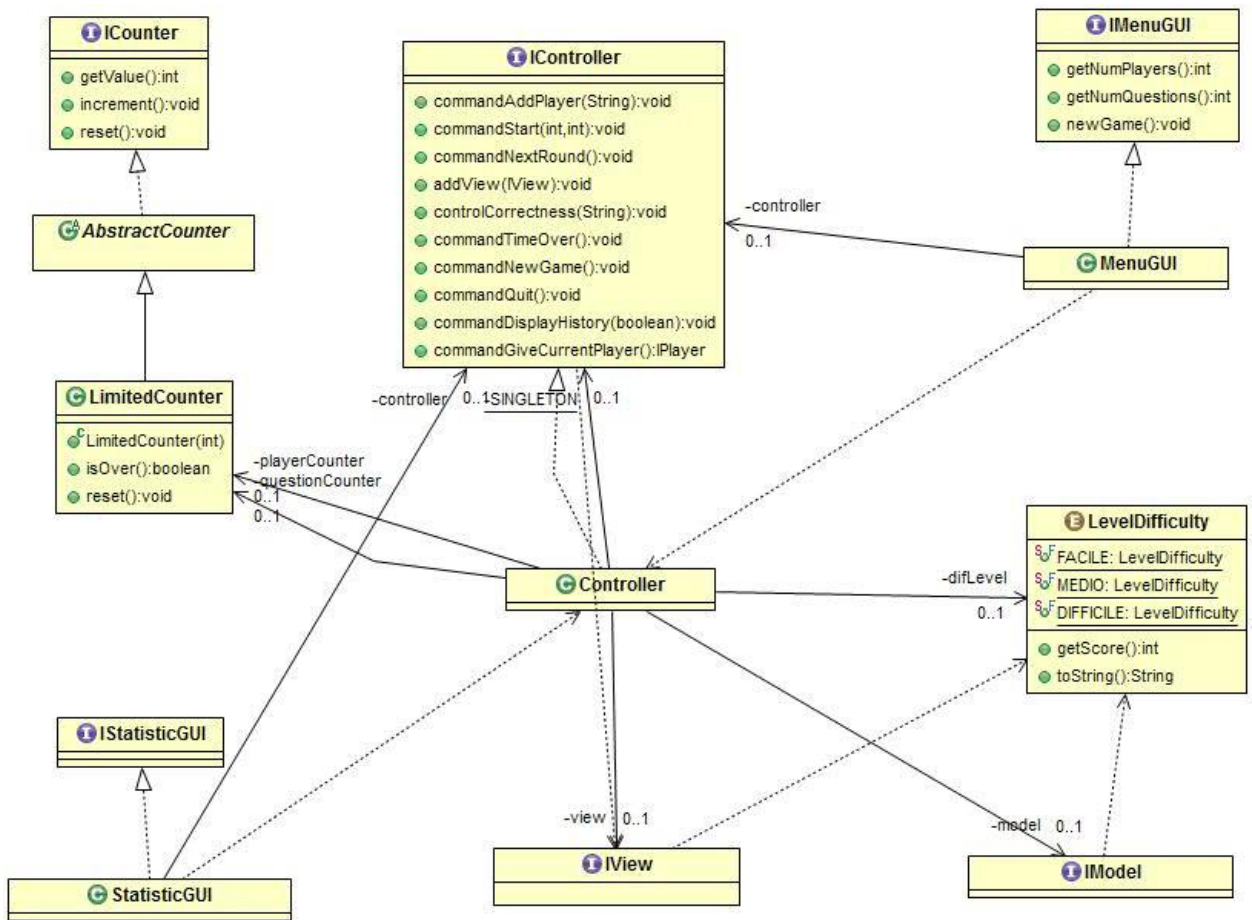 ICounter
getValue():int
increment():void
reset():void
AbstractCounter
LimitedCounter
LimitedCounter(int)
isOver():boolean
reset():void
IController
commandAddPlayer(String):void
commandStart(int,int):void
commandNextRound():void
addView(IView):void
controlCorrectness(String):void
commandTimeOver():void
commandNewGame():void
commandQuit():void
commandDisplayHistory(boolean):void
commandGiveCurrentPlayer():IPlayer
IMenuGUI
getNumPlayers():int
getNumQuestions():int
newGame():void
-controller
0..1
MenuGUI
-controller
0..1
-SINGLETON
0..1
-playerCounter
-questionCounter
0..1
0..1
Controller
-difLevel
0..1
LevelDifficulty
FACILE: LevelDifficulty
MEDIO: LevelDifficulty
DIFFICILE: LevelDifficulty
getScore():int
toString():String
IStatisticGUI
StatisticGUI
-view
0..1
IView
-model
0..1
IModel